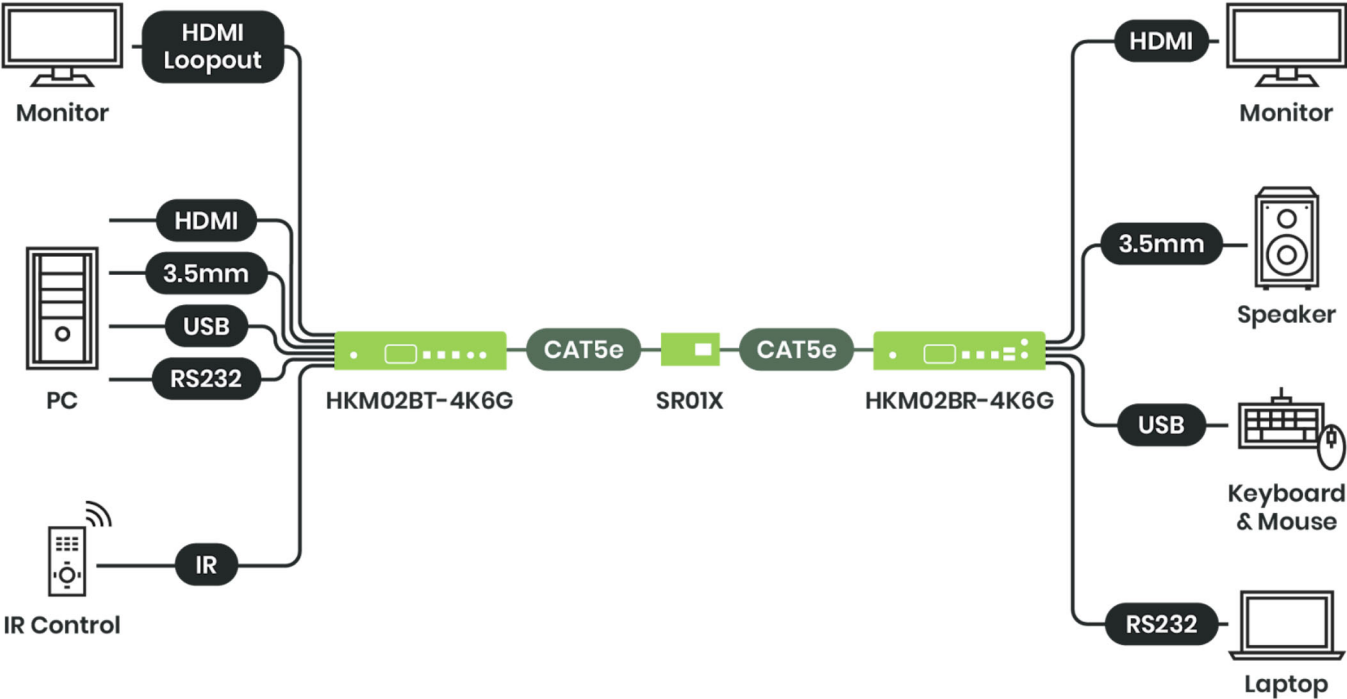 HDMI
Loopout
Monitor
HDMI
3.5mm
USB
RS232
PC
IR
IR Control
HKM02BT-4K6G
CAT5e
SR01X
CAT5e
HKM02BR-4K6G
HDMI
Monitor
3.5mm
Speaker
USB
Keyboard
& Mouse
RS232
Laptop